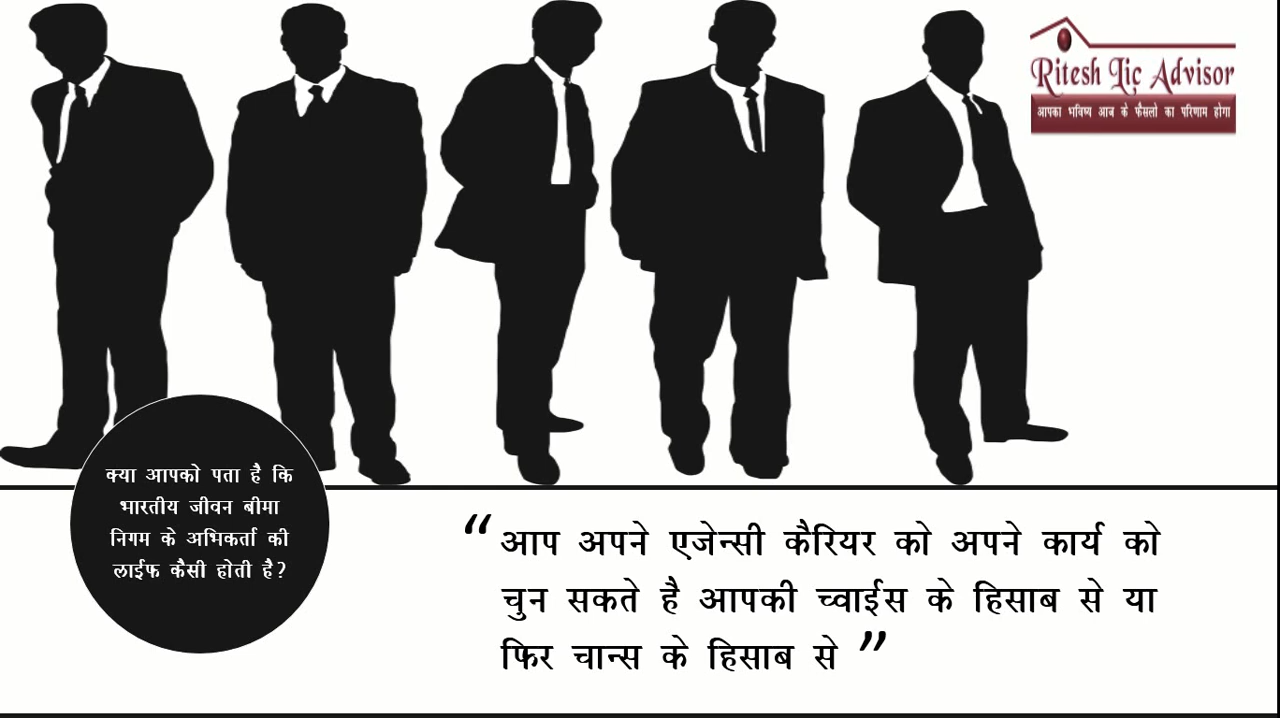 Ritesh Lic Advisor
आपका भविष्य आज के फैसलो का परिणाम होगा
क्या आपको पता है कि
भारतीय जीवन बीमा
निगम के अभिकर्ता की
लाईफ कैसी होती है?
“ आप अपने एजेन्सी कैरियर को अपने कार्य को
चुन सकते है आपकी च्वाईस के हिसाब से या
फिर चान्स के हिसाब से ”